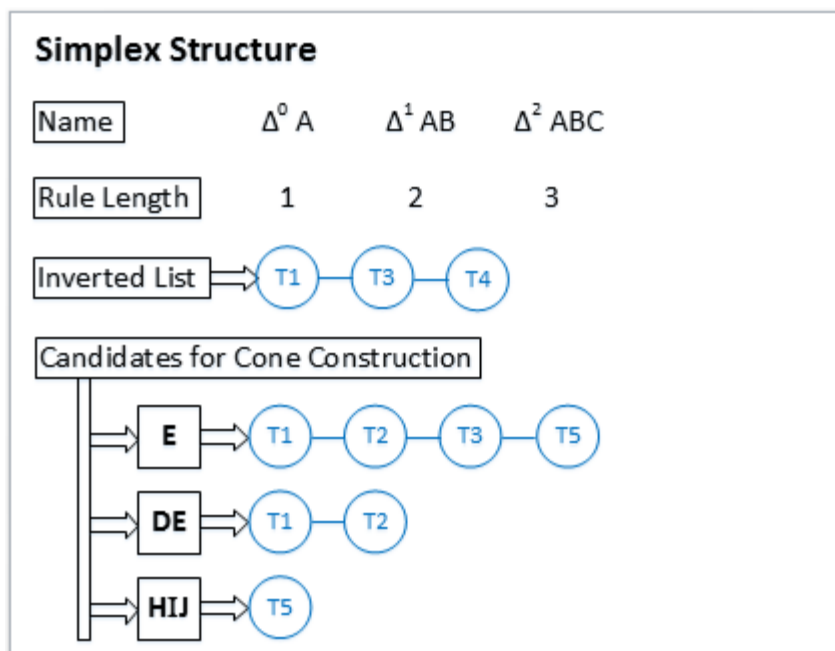 Simplex Structure
Name Δ⁰ A Δ¹ AB Δ² ABC
Rule Length 1 2 3
Inverted List T1 T3 T4
Candidates for Cone Construction
E T1 T2 T3 T5
DE T1 T2
HIJ T5